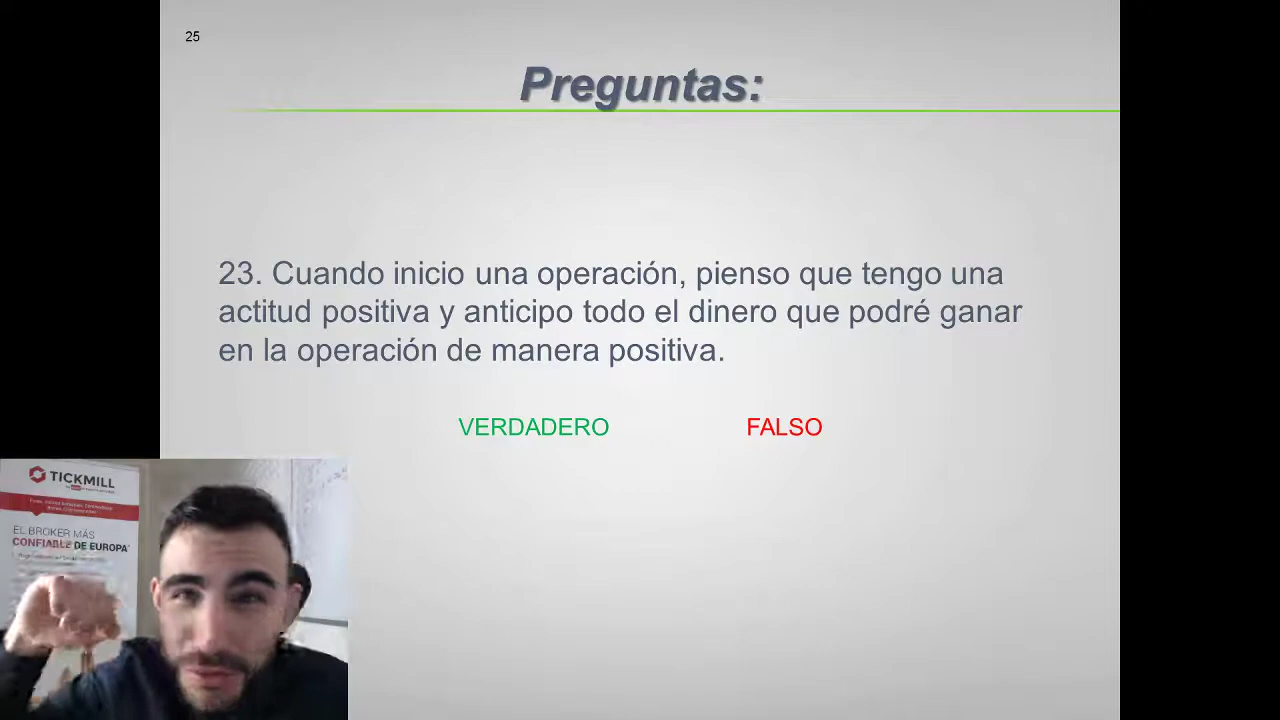 25
Preguntas:
23. Cuando inicio una operación, pienso que tengo una
actitud positiva y anticipo todo el dinero que podré ganar
en la operación de manera positiva.
VERDADERO FALSO
TICKMILL
EL BROKER MÁS
CONFIABLE DE EUROPA*